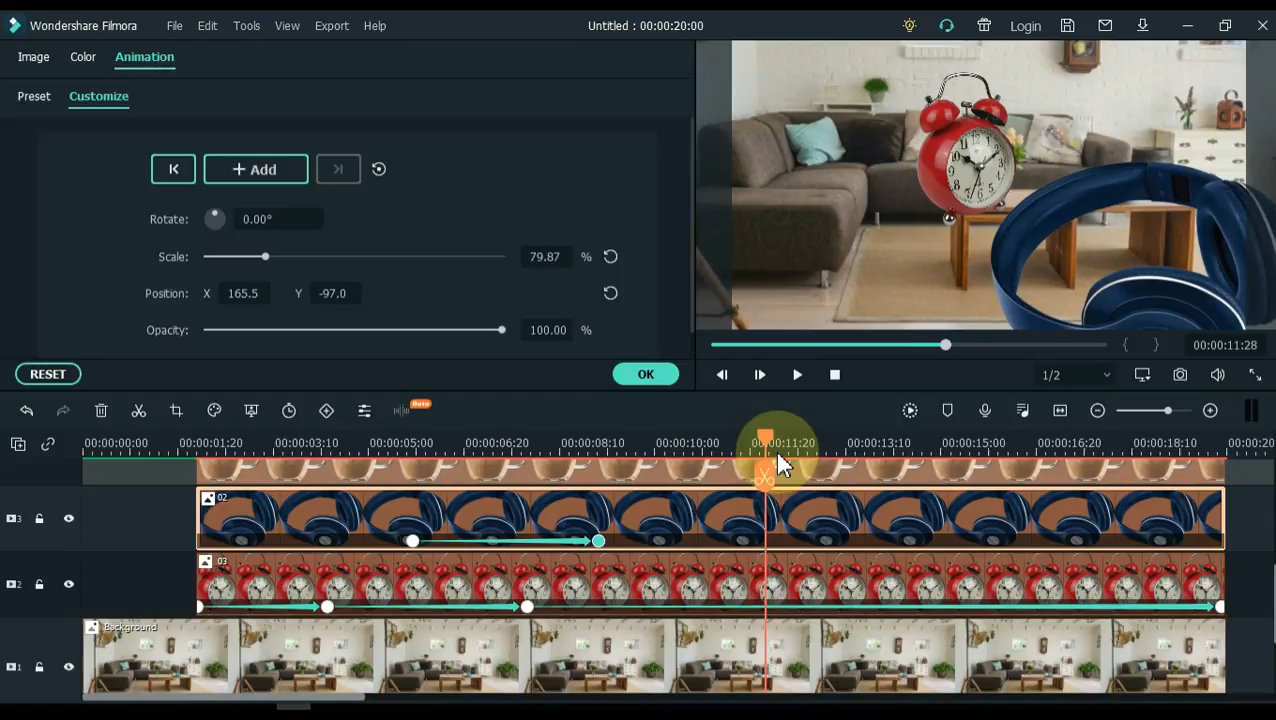 Wondershare Filmora File Edit Tools View Export Help Untitled : 00:00:20:00 Login
Image Color Animation
Preset Customize
+ Add
Rotate: 0.00°
Scale: 79.87 %
Position: X 165.5 Y -97.0
Opacity: 100.00 %
RESET OK
{ } 00:00:11:28
1/2
Beta
00:00:00:00 00:00:01:20 00:00:03:10 00:00:05:00 00:00:06:20 00:00:08:10 00:00:10:00 00:00:11:20 00:00:13:10 00:00:15:00 00:00:16:20 00:00:18:10 00:00:20
02
3
03
2
Background
1